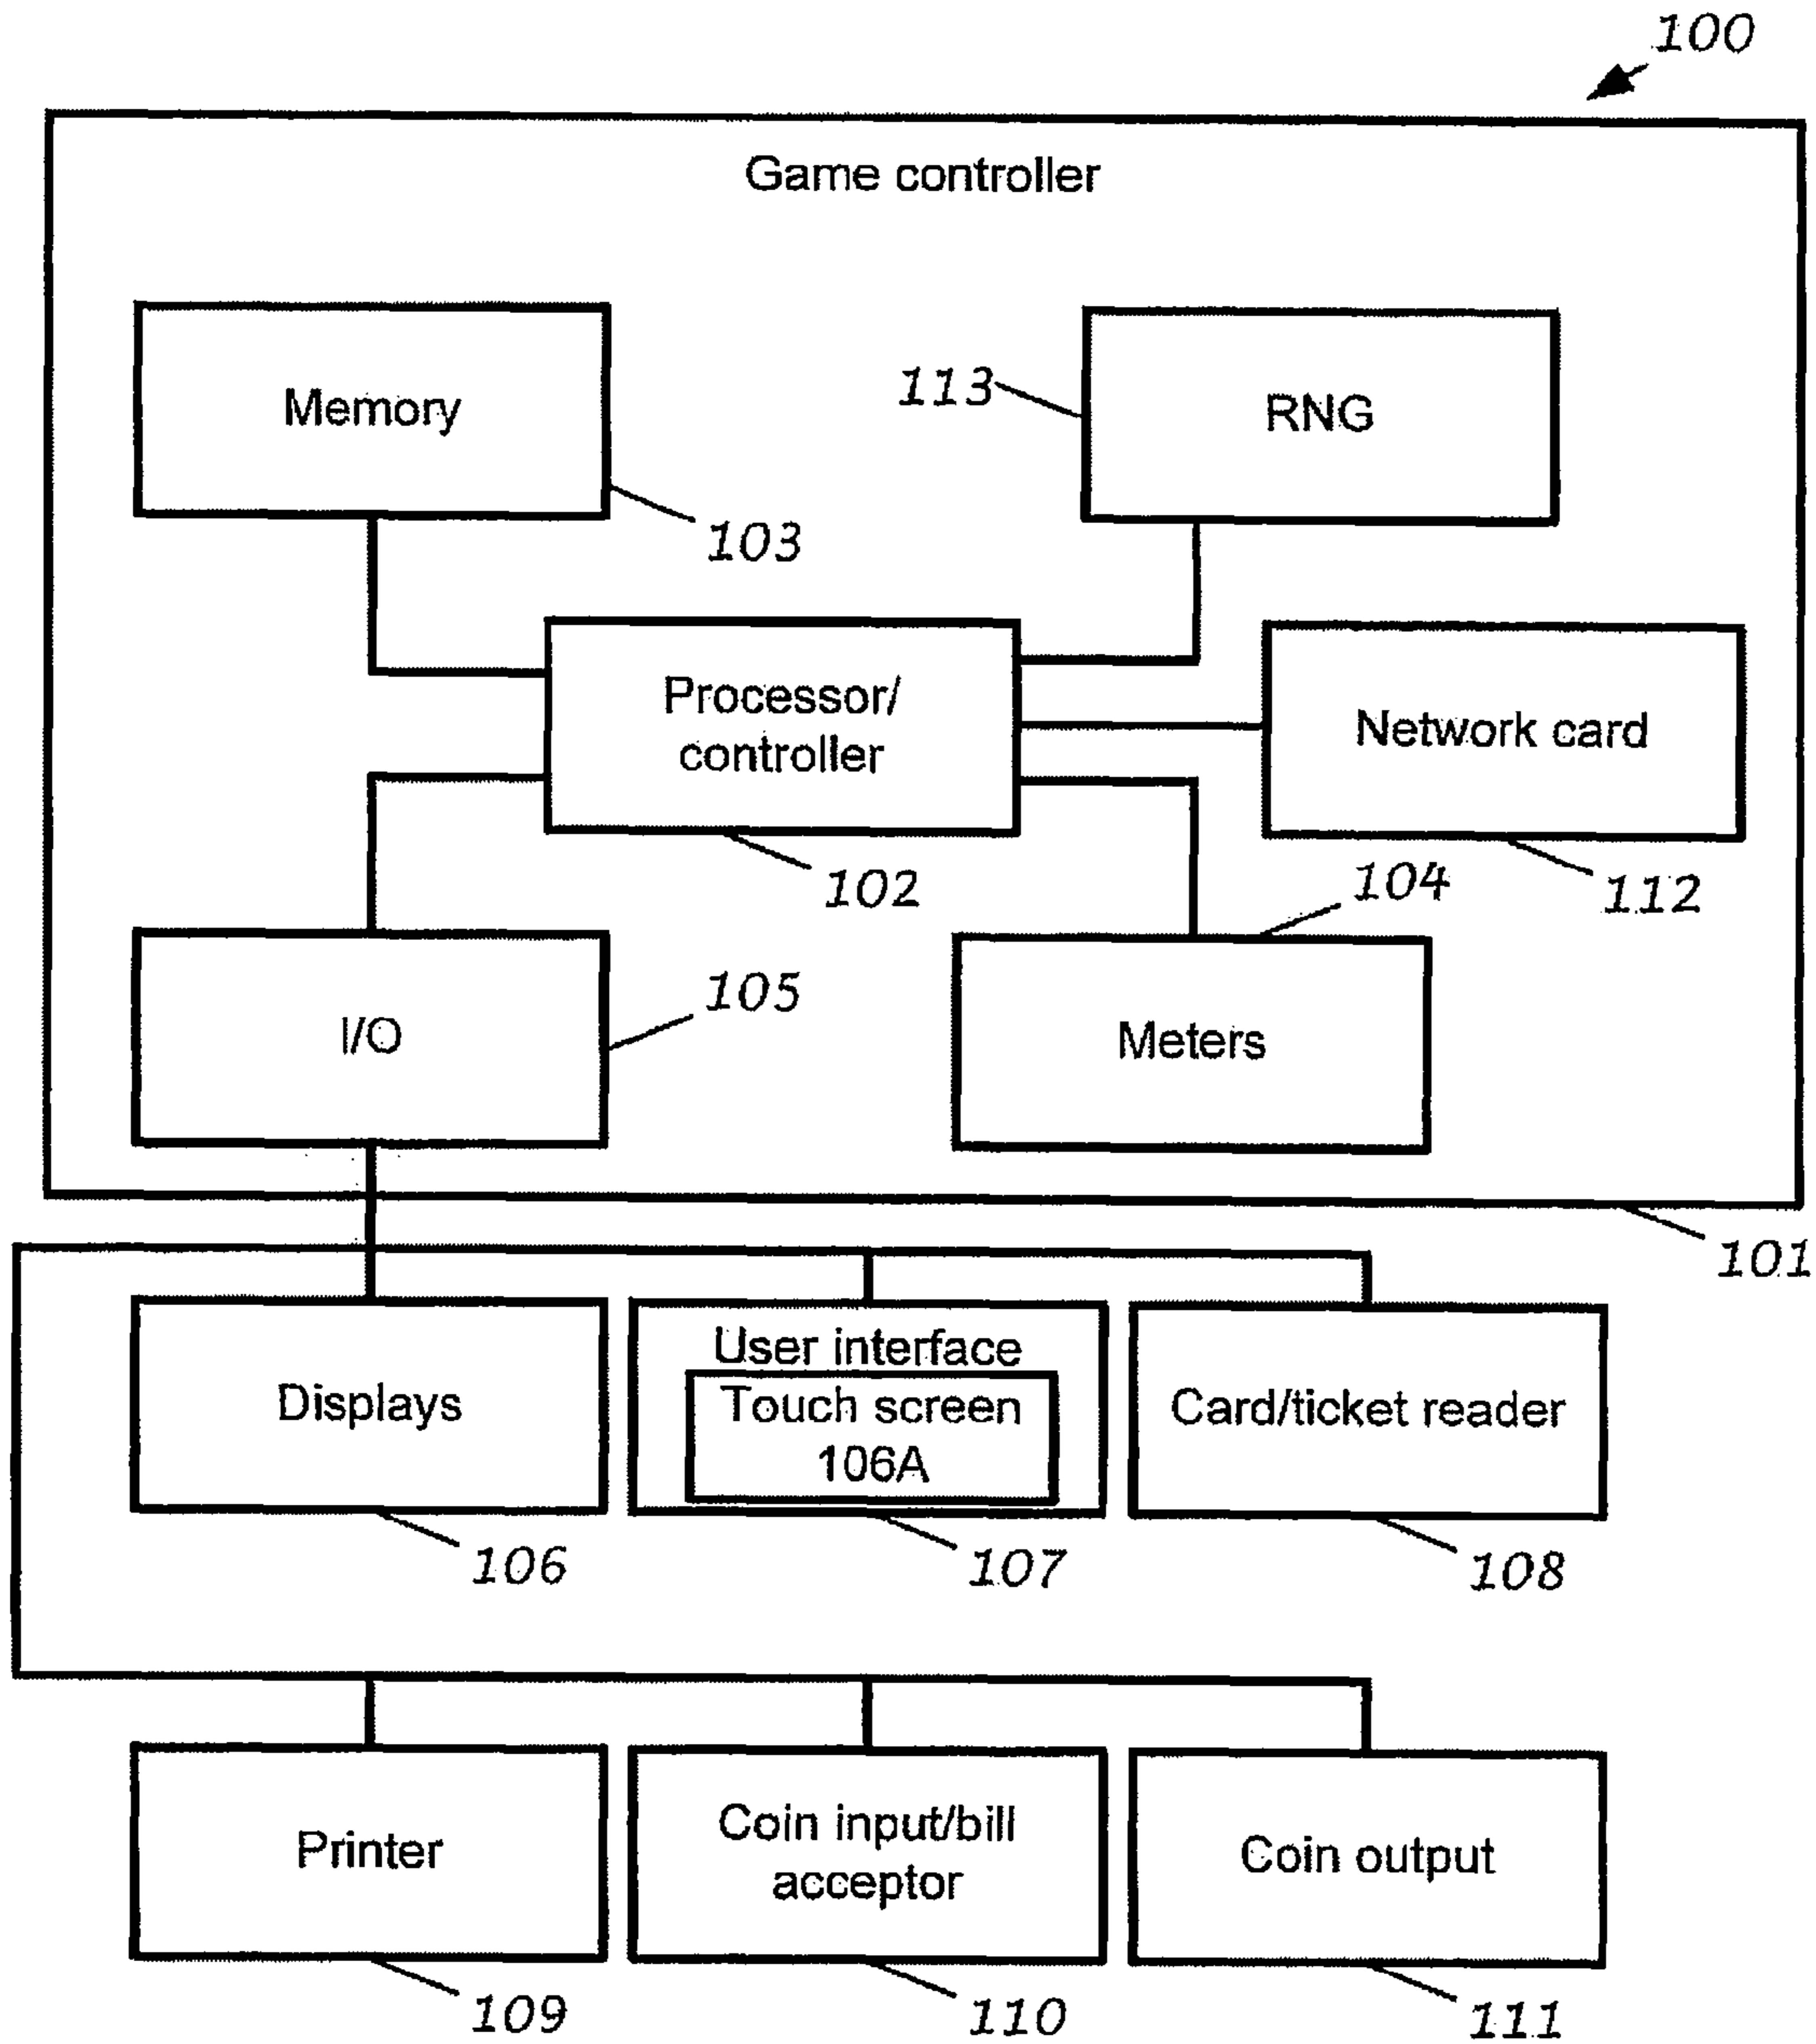 100
Game controller
Memory
113
RNG
103
Processor/
controller
Network card
102
104
112
I/O
105
Meters
101
Displays
User interface
Touch screen
106A
Card/ticket reader
106
107
108
Printer
Coin input/bill
acceptor
Coin output
109
110
111